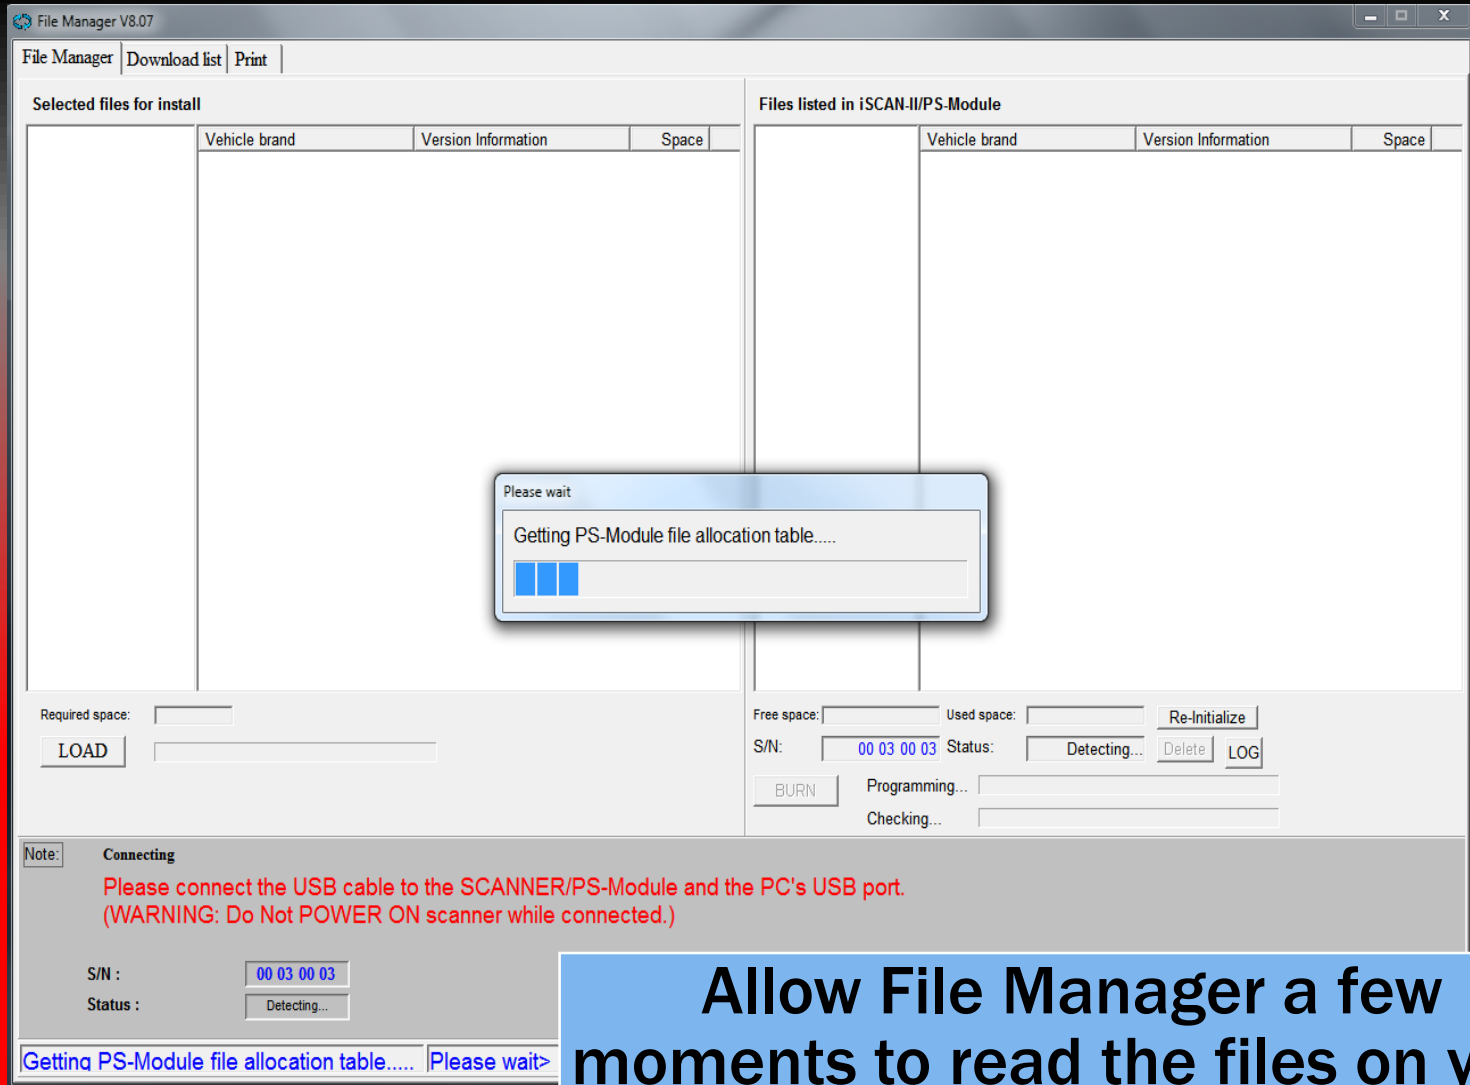 File Manager V8.07
File Manager Download list Print
Selected files for install
Vehicle brand Version Information Space
Files listed in iSCAN-II/PS-Module
Vehicle brand Version Information Space
Please wait
Getting PS-Module file allocation table.....
Required space:
LOAD
Free space: Used space: Re-Initialize
S/N: 00 03 00 03 Status: Detecting... Delete LOG
BURN Programming...
Checking...
Note: Connecting
Please connect the USB cable to the SCANNER/PS-Module and the PC's USB port.
(WARNING: Do Not POWER ON scanner while connected.)
S/N : 00 03 00 03
Status : Detecting...
Getting PS-Module file allocation table..... Please wait>
Allow File Manager a few
moments to read the files on